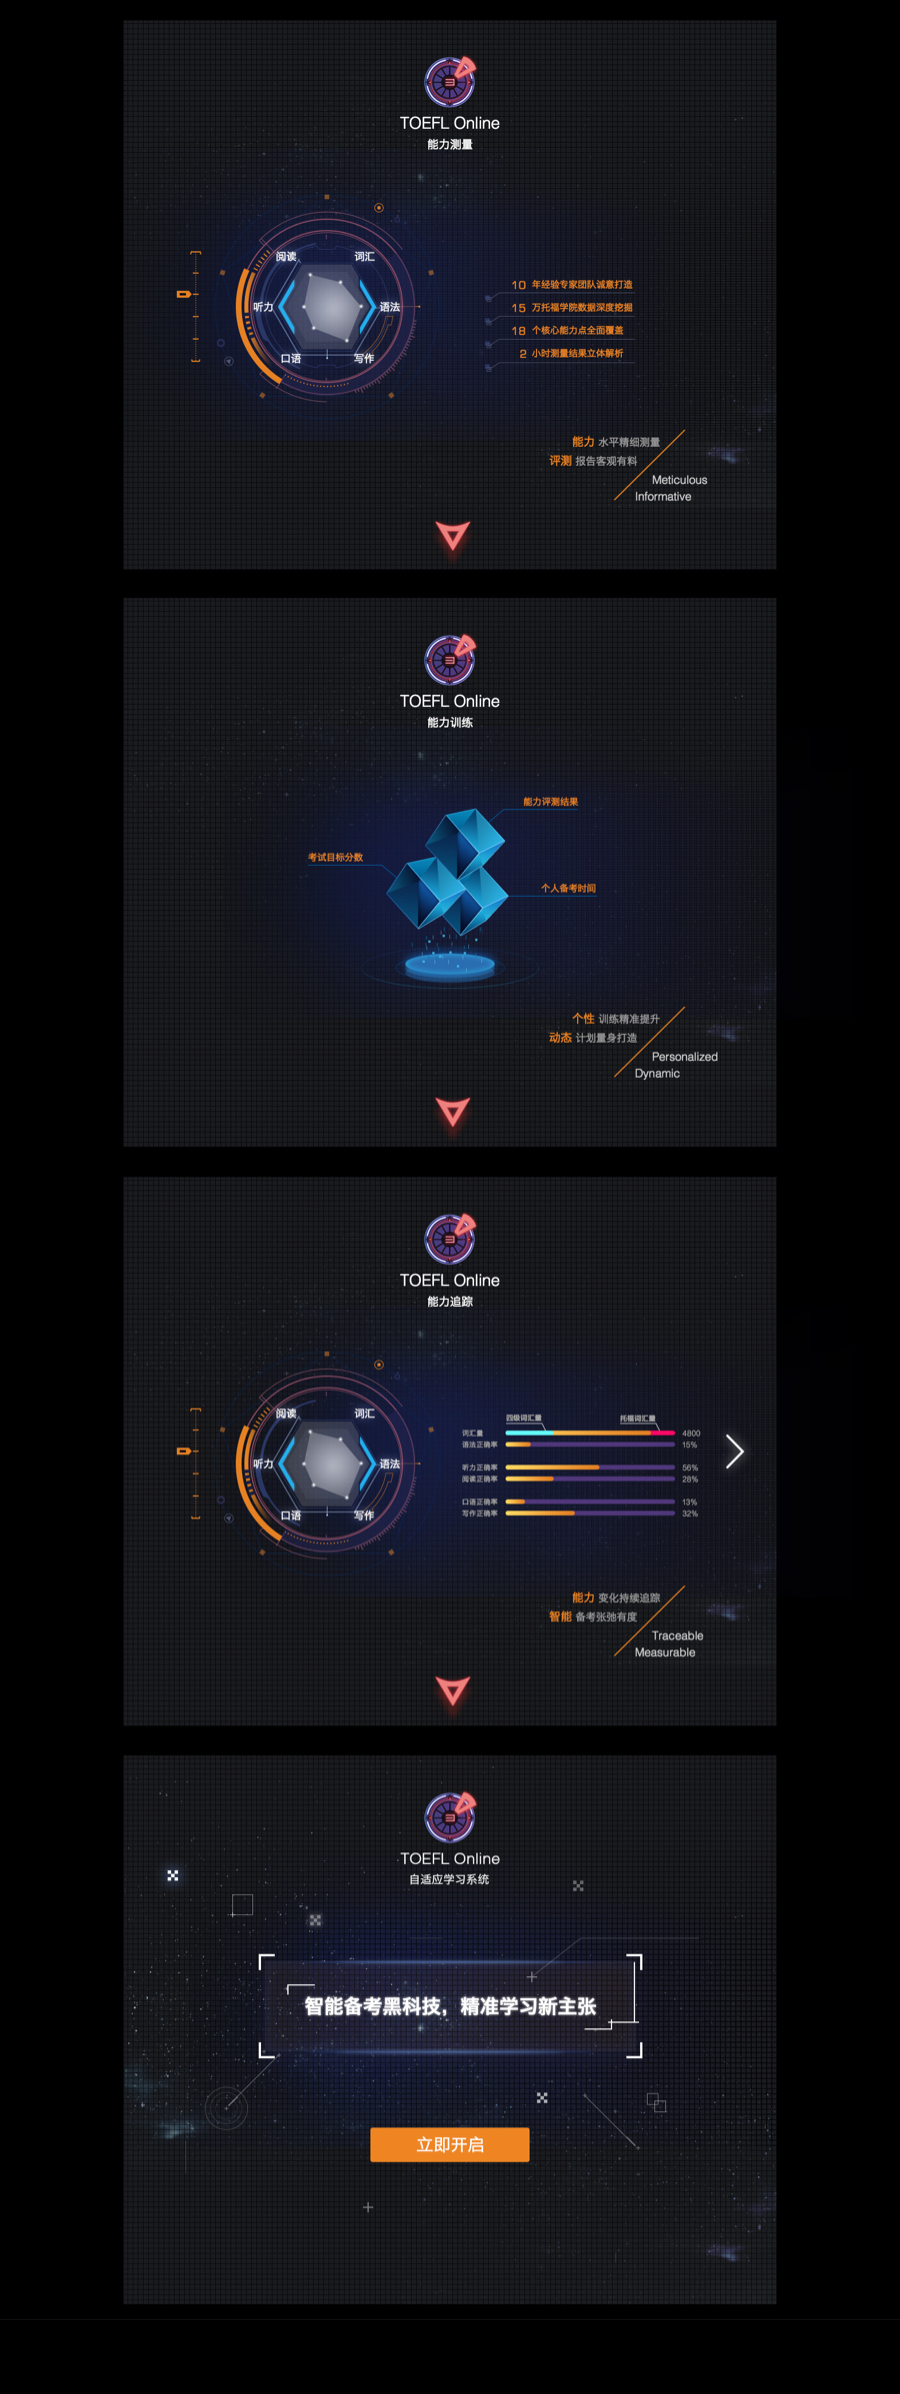 TOEFL Online
能力测量
阅读
词汇
听力
语法
口语
写作
10 年经验专家团队诚意打造
15 万托福学院数据深度挖掘
18 个核心能力点全面覆盖
2 小时测量结果立体解析
能力 水平精细测量
评测 报告客观有料
Meticulous
Informative
TOEFL Online
能力训练
能力评测结果
考试目标分数
个人备考时间
个性 训练精准提升
动态 计划量身打造
Personalized
Dynamic
TOEFL Online
能力追踪
阅读
词汇
听力
语法
口语
写作
四级词汇量
托福词汇量
词汇量 4800
语法正确率 15%
听力正确率 56%
阅读正确率 28%
口语正确率 13%
写作正确率 32%
能力 变化持续追踪
智能 备考张弛有度
Traceable
Measurable
TOEFL Online
自适应学习系统
智能备考黑科技，精准学习新主张
立即开启